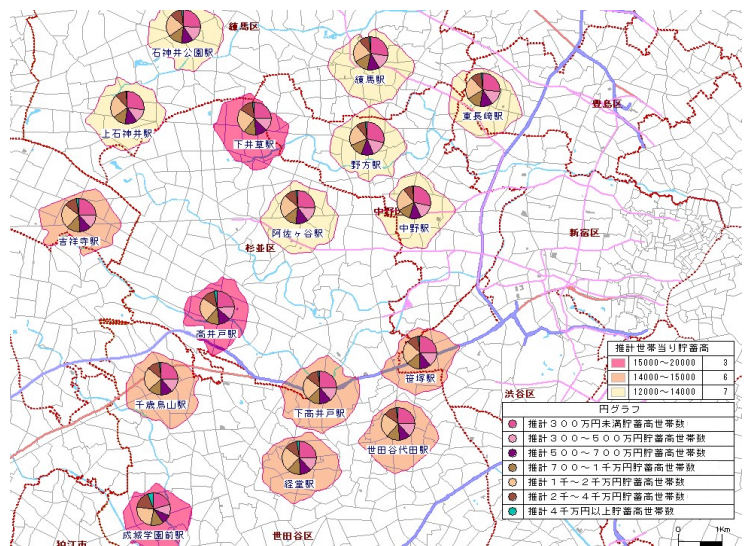 練馬区
石神井公園駅
練馬駅
東長崎駅
豊島区
上石神井駅
下井草駅
野方駅
中野区
中野駅
阿佐ヶ谷駅
吉祥寺駅
杉並区
新宿区
高井戸駅
笹塚駅
千歳烏山駅
下高井戸駅
渋谷区
世田谷代田駅
経堂駅
成城学園前駅
世田谷区
狛江市
推計世帯当り貯蓄高
15000～20000 3
14000～15000 6
12000～14000 7
円グラフ
推計３００万円未満貯蓄高世帯数
推計３００～５００万円貯蓄高世帯数
推計５００～７００万円貯蓄高世帯数
推計７００～１千万円貯蓄高世帯数
推計１千～２千万円貯蓄高世帯数
推計２千～４千万円貯蓄高世帯数
推計４千万円以上貯蓄高世帯数
0 1Km